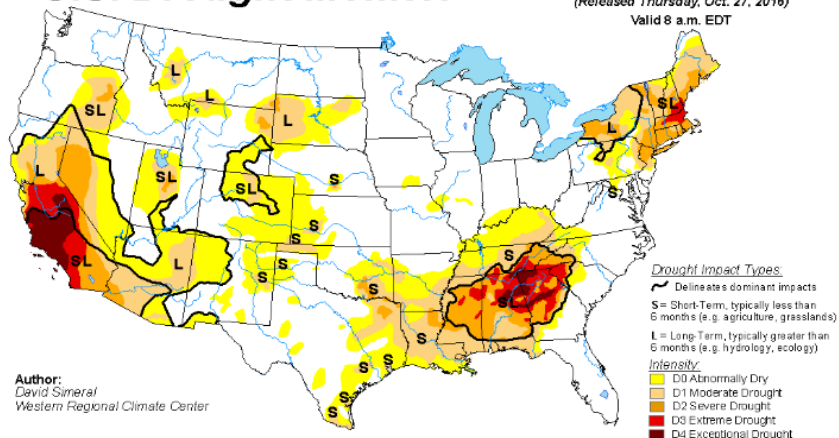 (Released Thursday, Oct. 27, 2016)
Valid 8 a.m. EDT
L
L
SL
L
SL
L
L
SL
SL
S
S
S
S
L
S
S
SL
S
S
SL
S
S
S
S
S
S
Drought Impact Types:
Delineates dominant impacts
S = Short-Term, typically less than
6 months (e.g. agriculture, grasslands)
L = Long-Term, typically greater than
6 months (e.g. hydrology, ecology)
Intensity:
D0 Abnormally Dry
D1 Moderate Drought
D2 Severe Drought
D3 Extreme Drought
D4 Exceptional Drought
Author:
David Simeral
Western Regional Climate Center